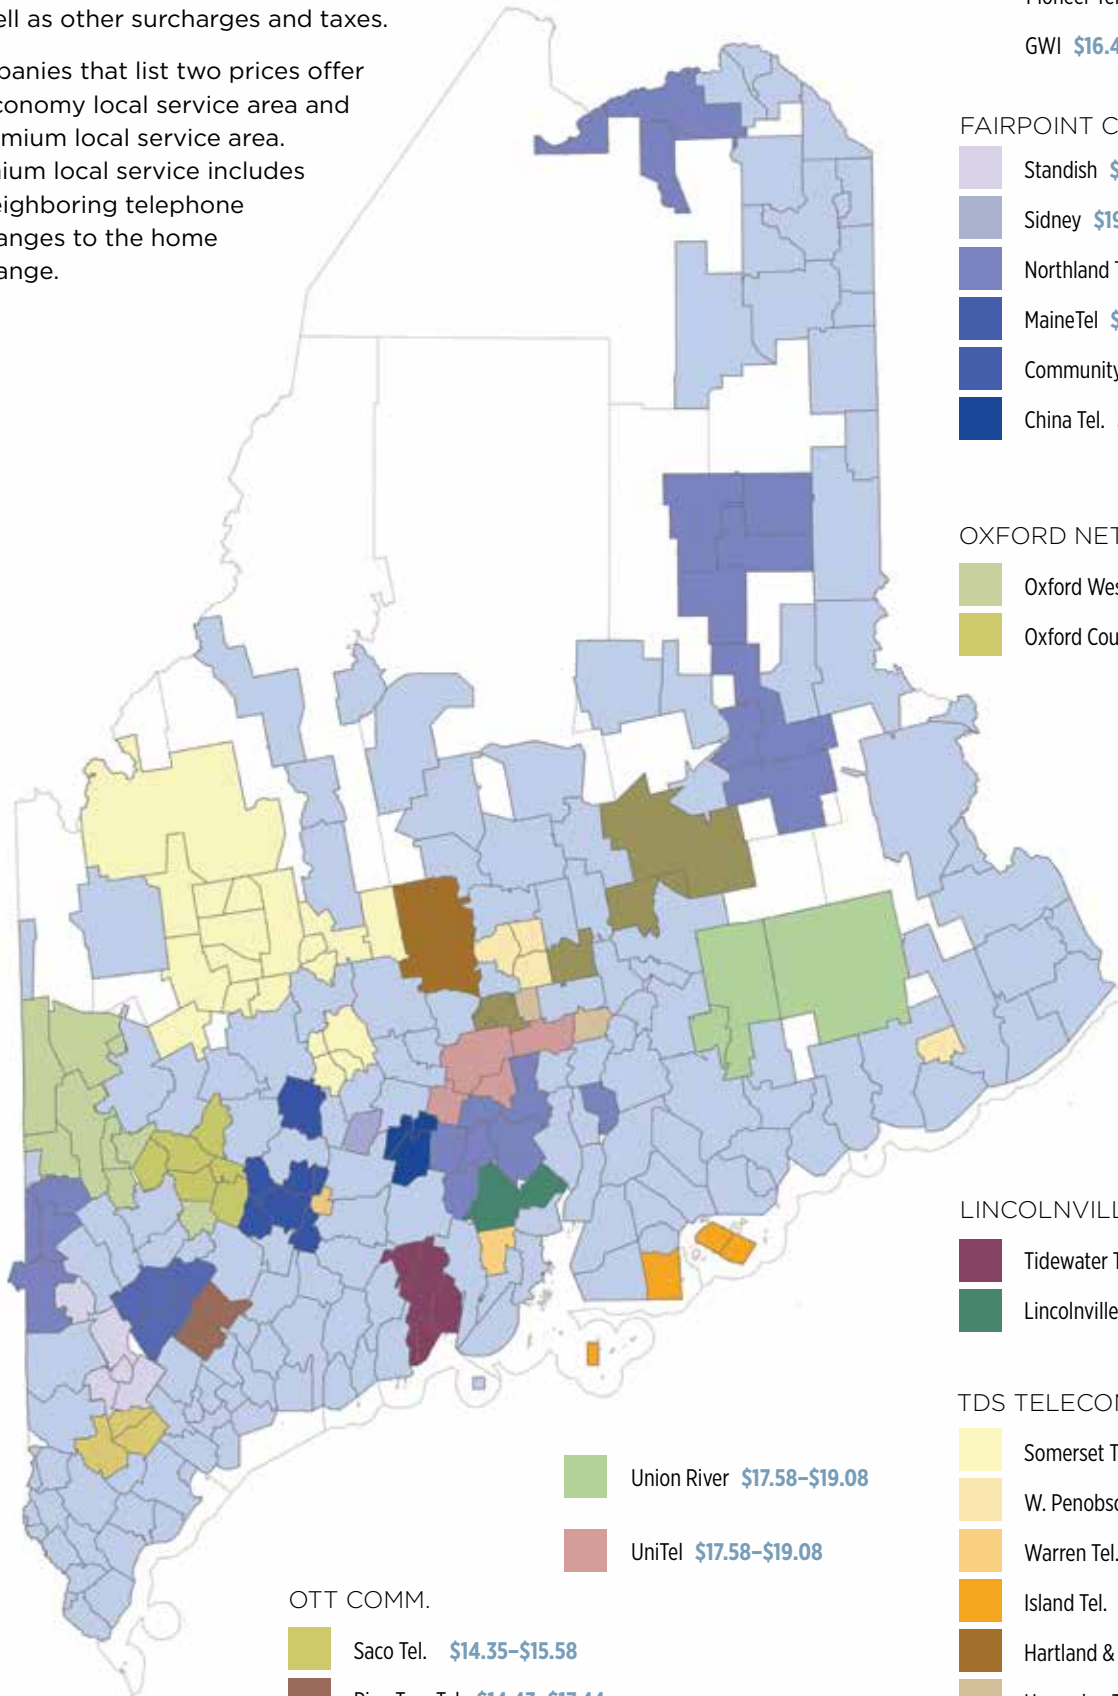 ell as other surcharges and taxes.
panies that list two prices offer
conomy local service area and
mium local service area.
ium local service includes
eighboring telephone
anges to the home
ange.
GWI $16.4
FAIRPOINT C
Standish $
Sidney $19
Northland T
MaineTel $
Community
China Tel.
OXFORD NET
Oxford Wes
Oxford Cou
LINCOLNVILL
Tidewater T
Lincolnville
TDS TELECOM
Somerset T
W. Penobsc
Warren Tel.
Island Tel.
Hartland &
Union River $17.58–$19.08
UniTel $17.58–$19.08
OTT COMM.
Saco Tel. $14.35–$15.58